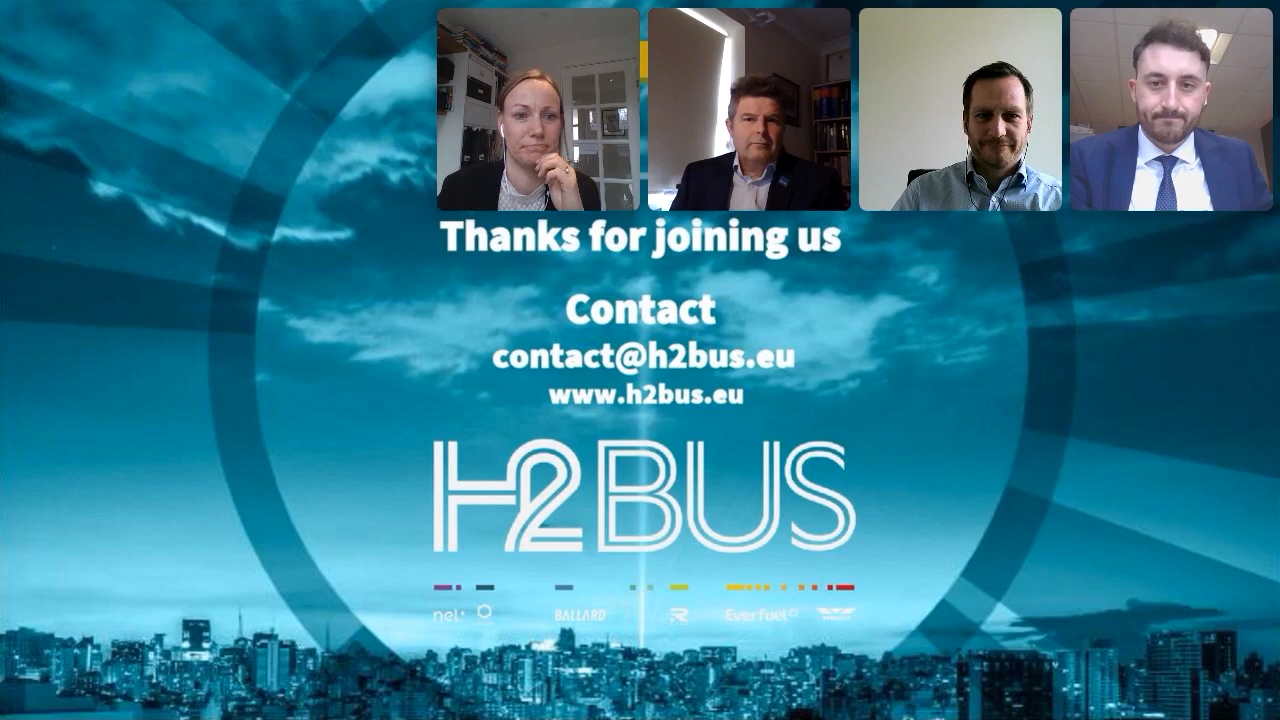 Thanks for joining us
Contact
contact@h2bus.eu
www.h2bus.eu
H2BUS
nel• BALLARD R Everfuel